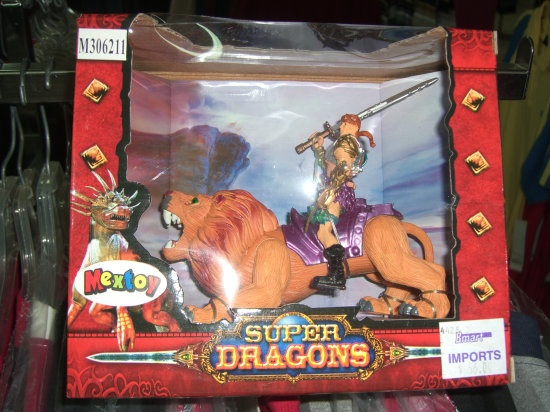 M306211
Mextoy
SUPER
DRAGONS
Bmart
IMPORTS